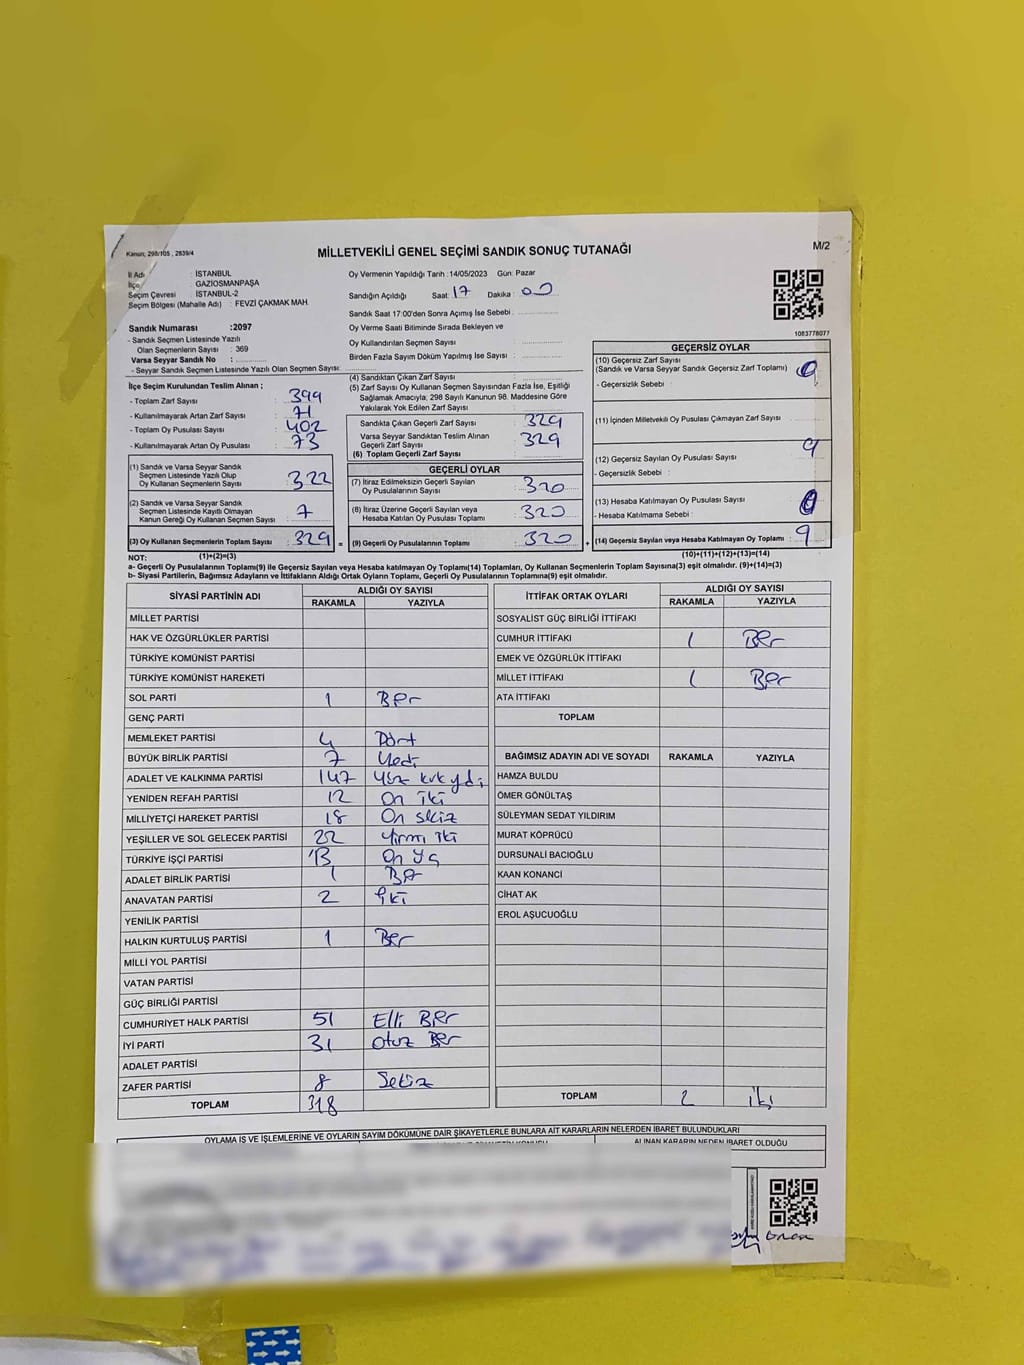 Kanun, 298/105 , 2839/4
MİLLETVEKİLİ GENEL SEÇİMİ SANDIK SONUÇ TUTANAĞI
M/2
İl Adı : İSTANBUL
İlçe : GAZİOSMANPAŞA
Seçim Çevresi : İSTANBUL-2
Seçim Bölgesi (Mahalle Adı) : FEVZİ ÇAKMAK MAH.
Oy Vermenin Yapıldığı Tarih :14/05/2023 Gün: Pazar
Sandığın Açıldığı Saat : 17 Dakika : 00
Sandık Saat 17:00'den Sonra Açılmış İse Sebebi :
Oy Verme Saati Bitiminde Sırada Bekleyen ve
Oy Kullandırılan Seçmen Sayısı :
Birden Fazla Sayım Döküm Yapılmış İse Sayısı :
1083778077
Sandık Numarası :2097
- Sandık Seçmen Listesinde Yazılı
Olan Seçmenlerin Sayısı : 369
Varsa Seyyar Sandık No :
- Seyyar Sandık Seçmen Listesinde Yazılı Olan Seçmen Sayısı:
İlçe Seçim Kurulundan Teslim Alınan ;
- Toplam Zarf Sayısı : 399
- Kullanılmayarak Artan Zarf Sayısı : 71
- Toplam Oy Pusulası Sayısı : 402
- Kullanılmayarak Artan Oy Pusulası : 73
(1) Sandık ve Varsa Seyyar Sandık
Seçmen Listesinde Yazılı Olup
Oy Kullanan Seçmenlerin Sayısı : 322
(2) Sandık ve Varsa Seyyar Sandık
Seçmen Listesinde Kayıtlı Olmayan
Kanun Gereği Oy Kullanan Seçmen Sayısı : 7
(3) Oy Kullanan Seçmenlerin Toplam Sayısı : 329
(1)+(2)=(3)
(4) Sandıktan Çıkan Zarf Sayısı :
(5) Zarf Sayısı Oy Kullanan Seçmen Sayısından Fazla İse, Eşitliği
Sağlamak Amacıyla, 298 Sayılı Kanunun 98. Maddesine Göre
Yakılarak Yok Edilen Zarf Sayısı :
Sandıkta Çıkan Geçerli Zarf Sayısı : 329
Varsa Seyyar Sandıktan Teslim Alınan
Geçerli Zarf Sayısı : 329
(6) Toplam Geçerli Zarf Sayısı :
GEÇERLİ OYLAR
(7) İtiraz Edilmeksizin Geçerli Sayılan
Oy Pusulalarının Sayısı : 320
(8) İtiraz Üzerine Geçerli Sayılan veya
Hesaba Katılan Oy Pusulası Toplamı : 320
= (9) Geçerli Oy Pusulalarının Toplamı : 320
GEÇERSİZ OYLAR
(10) Geçersiz Zarf Sayısı
(Sandık ve Varsa Seyyar Sandık Geçersiz Zarf Toplamı) :
- Geçersizlik Sebebi :
(11) İçinden Milletvekili Oy Pusulası Çıkmayan Zarf Sayısı :
(12) Geçersiz Sayılan Oy Pusulası Sayısı : 9
- Geçersizlik Sebebi :
(13) Hesaba Katılmayan Oy Pusulası Sayısı :
- Hesaba Katılmama Sebebi :
+ (14) Geçersiz Sayılan veya Hesaba Katılmayan Oy Toplamı : 9
(10)+(11)+(12)+(13)=(14)
NOT:
a- Geçerli Oy Pusulalarının Toplamı(9) ile Geçersiz Sayılan veya Hesaba katılmayan Oy Toplamı(14) Toplamları, Oy Kullanan Seçmenlerin Toplam Sayısına(3) eşit olmalıdır. (9)+(14)=(3)
b- Siyasi Partilerin, Bağımsız Adayların ve İttifakların Aldığı Ortak Oyların Toplamı, Geçerli Oy Pusulalarının Toplamına(9) eşit olmalıdır.
SİYASİ PARTİNİN ADI ALDIĞI OY SAYISI
RAKAMLA YAZIYLA
MİLLET PARTİSİ
HAK VE ÖZGÜRLÜKLER PARTİSİ
TÜRKİYE KOMÜNİST PARTİSİ
TÜRKİYE KOMÜNİST HAREKETİ
SOL PARTİ 1 Bir
GENÇ PARTİ
MEMLEKET PARTİSİ 4 Dört
BÜYÜK BİRLİK PARTİSİ 7 Yedi
ADALET VE KALKINMA PARTİSİ 147 Yüz kırk yedi
YENİDEN REFAH PARTİSİ 12 On iki
MİLLİYETÇİ HAREKET PARTİSİ 18 On sekiz
YEŞİLLER VE SOL GELECEK PARTİSİ 22 Yirmi iki
TÜRKİYE İŞÇİ PARTİSİ 13 On üç
ADALET BİRLİK PARTİSİ 1 Bir
ANAVATAN PARTİSİ 2 iki
YENİLİK PARTİSİ
HALKIN KURTULUŞ PARTİSİ 1 Bir
MİLLİ YOL PARTİSİ
VATAN PARTİSİ
GÜÇ BİRLİĞİ PARTİSİ
CUMHURİYET HALK PARTİSİ 51 Elli Bir
İYİ PARTİ 31 Otuz Bir
ADALET PARTİSİ
ZAFER PARTİSİ 8 Sekiz
TOPLAM 318
İTTİFAK ORTAK OYLARI ALDIĞI OY SAYISI
RAKAMLA YAZIYLA
SOSYALİST GÜÇ BİRLİĞİ İTTİFAKI
CUMHUR İTTİFAKI 1 Bir
EMEK VE ÖZGÜRLÜK İTTİFAKI
MİLLET İTTİFAKI 1 Bir
ATA İTTİFAKI
TOPLAM
BAĞIMSIZ ADAYIN ADI VE SOYADI RAKAMLA YAZIYLA
HAMZA BULDU
ÖMER GÖNÜLTAŞ
SÜLEYMAN SEDAT YILDIRIM
MURAT KÖPRÜCÜ
DURSUNALİ BACIOĞLU
KAAN KONANCİ
CİHAT AK
EROL AŞUCUOĞLU
TOPLAM 2 iki
OYLAMA İŞ VE İŞLEMLERİNE VE OYLARIN SAYIM DÖKÜMÜNE DAİR ŞİKAYETLERLE BUNLARA AİT KARARLARIN NELERDEN İBARET BULUNDUKLARI
ALINAN KARARIN NEDEN İBARET OLDUĞU